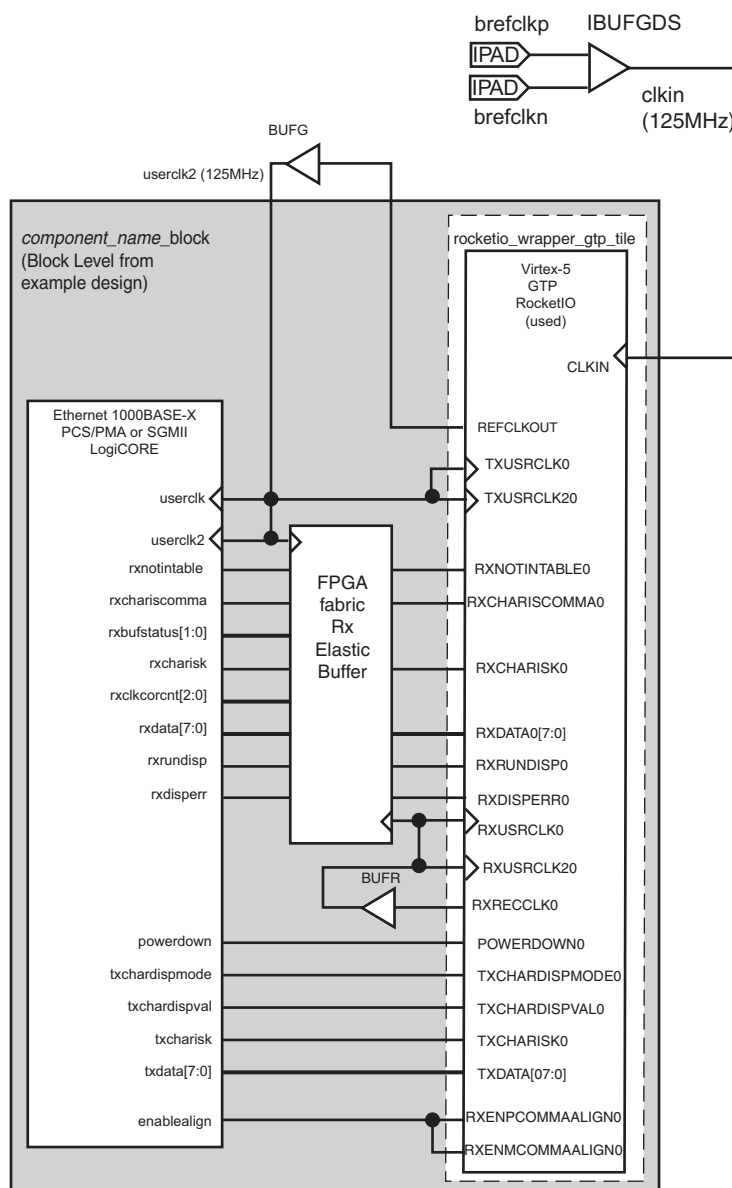 brefclkp
IBUFGDS
IPAD
IPAD
brefclkn
clkin
(125MHz)
BUFG
userclk2 (125MHz)
component_name_block
(Block Level from
example design)
rocketio_wrapper_gtp_tile
Virtex-5
GTP
RocketIO
(used)
CLKIN
Ethernet 1000BASE-X
PCS/PMA or SGMII
LogiCORE
REFCLKOUT
TXUSRCLK0
userclk
TXUSRCLK20
userclk2
rxnotintable
RXNOTINTABLE0
FPGA
fabric
Rx
Elastic
Buffer
rxchariscomma
RXCHARISCOMMA0
rxbufstatus[1:0]
rxcharisk
RXCHARISK0
rxclkcorcnt[2:0]
rxdata[7:0]
RXDATA0[7:0]
rxrundisp
RXRUNDISP0
rxdisperr
RXDISPERR0
RXUSRCLK0
RXUSRCLK20
BUFR
RXRECCLK0
powerdown
POWERDOWN0
txchardispmode
TXCHARDISPMODE0
txchardispval
TXCHARDISPVAL0
txcharisk
TXCHARISK0
txdata[7:0]
TXDATA[07:0]
enablealign
RXENPCOMMAALIGN0
RXENMCOMMAALIGN0